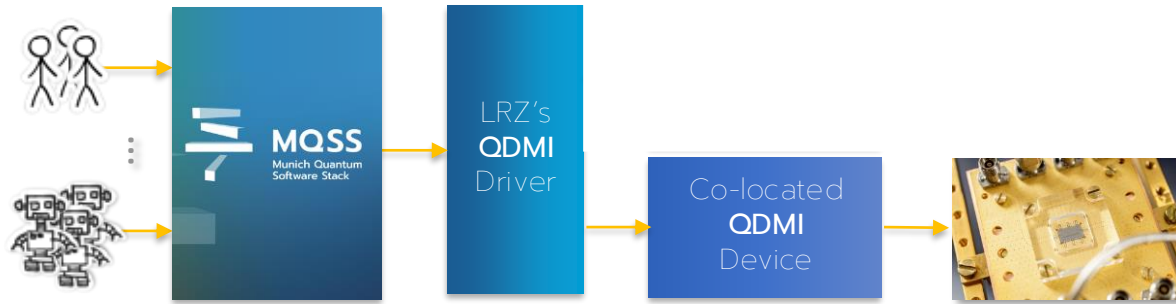 MQSS
Munich Quantum
Software Stack
LRZ's
QDMI
Driver
Co-located
QDMI
Device